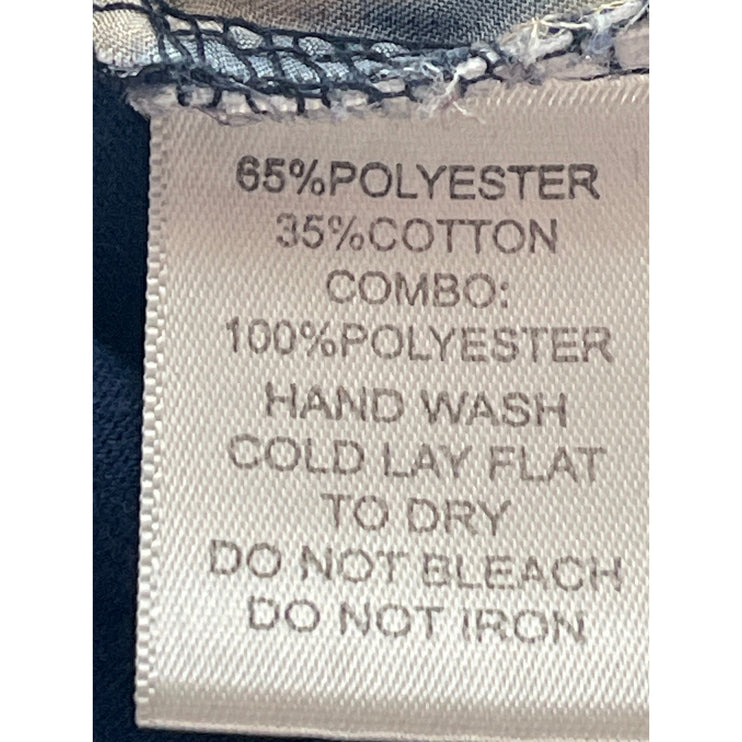 65%POLYESTER
35%COTTON
COMBO:
100%POLYESTER
HAND WASH
COLD LAY FLAT
TO DRY
DO NOT BLEACH
DO NOT IRON